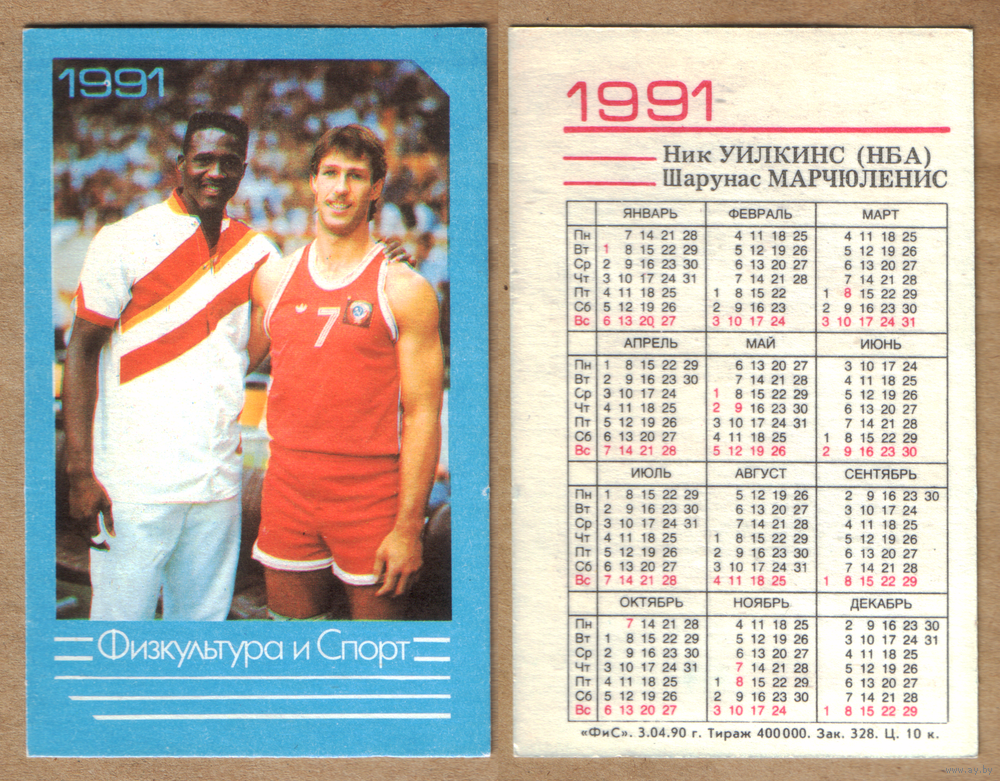 1991
7
Физкультура и Спорт
1991
Ник УИЛКИНС (НБА)
Шарунас МАРЧЮЛЕНИС
ЯНВАРЬ ФЕВРАЛЬ МАРТ
Пн 7 14 21 28 4 11 18 25 4 11 18 25
Вт 1 8 15 22 29 5 12 19 26 5 12 19 26
Ср 2 9 16 23 30 6 13 20 27 6 13 20 27
Чт 3 10 17 24 31 7 14 21 28 7 14 21 28
Пт 4 11 18 25 1 8 15 22 1 8 15 22 29
Сб 5 12 19 26 2 9 16 23 2 9 16 23 30
Вс 6 13 20 27 3 10 17 24 3 10 17 24 31
АПРЕЛЬ МАЙ ИЮНЬ
Пн 1 8 15 22 29 6 13 20 27 3 10 17 24
Вт 2 9 16 23 30 7 14 21 28 4 11 18 25
Ср 3 10 17 24 1 8 15 22 29 5 12 19 26
Чт 4 11 18 25 2 9 16 23 30 6 13 20 27
Пт 5 12 19 26 3 10 17 24 31 7 14 21 28
Сб 6 13 20 27 4 11 18 25 1 8 15 22 29
Вс 7 14 21 28 5 12 19 26 2 9 16 23 30
ИЮЛЬ АВГУСТ СЕНТЯБРЬ
Пн 1 8 15 22 29 5 12 19 26 2 9 16 23 30
Вт 2 9 16 23 30 6 13 20 27 3 10 17 24
Ср 3 10 17 24 31 7 14 21 28 4 11 18 25
Чт 4 11 18 25 1 8 15 22 29 5 12 19 26
Пт 5 12 19 26 2 9 16 23 30 6 13 20 27
Сб 6 13 20 27 3 10 17 24 31 7 14 21 28
Вс 7 14 21 28 4 11 18 25 1 8 15 22 29
ОКТЯБРЬ НОЯБРЬ ДЕКАБРЬ
Пн 7 14 21 28 4 11 18 25 2 9 16 23 30
Вт 1 8 15 22 29 5 12 19 26 3 10 17 24 31
Ср 2 9 16 23 30 6 13 20 27 4 11 18 25
Чт 3 10 17 24 31 7 14 21 28 5 12 19 26
Пт 4 11 18 25 1 8 15 22 29 6 13 20 27
Сб 5 12 19 26 2 9 16 23 30 7 14 21 28
Вс 6 13 20 27 3 10 17 24 1 8 15 22 29
«ФиС». 3.04.90 г. Тираж 400000. Зак. 328. Ц. 10 к.